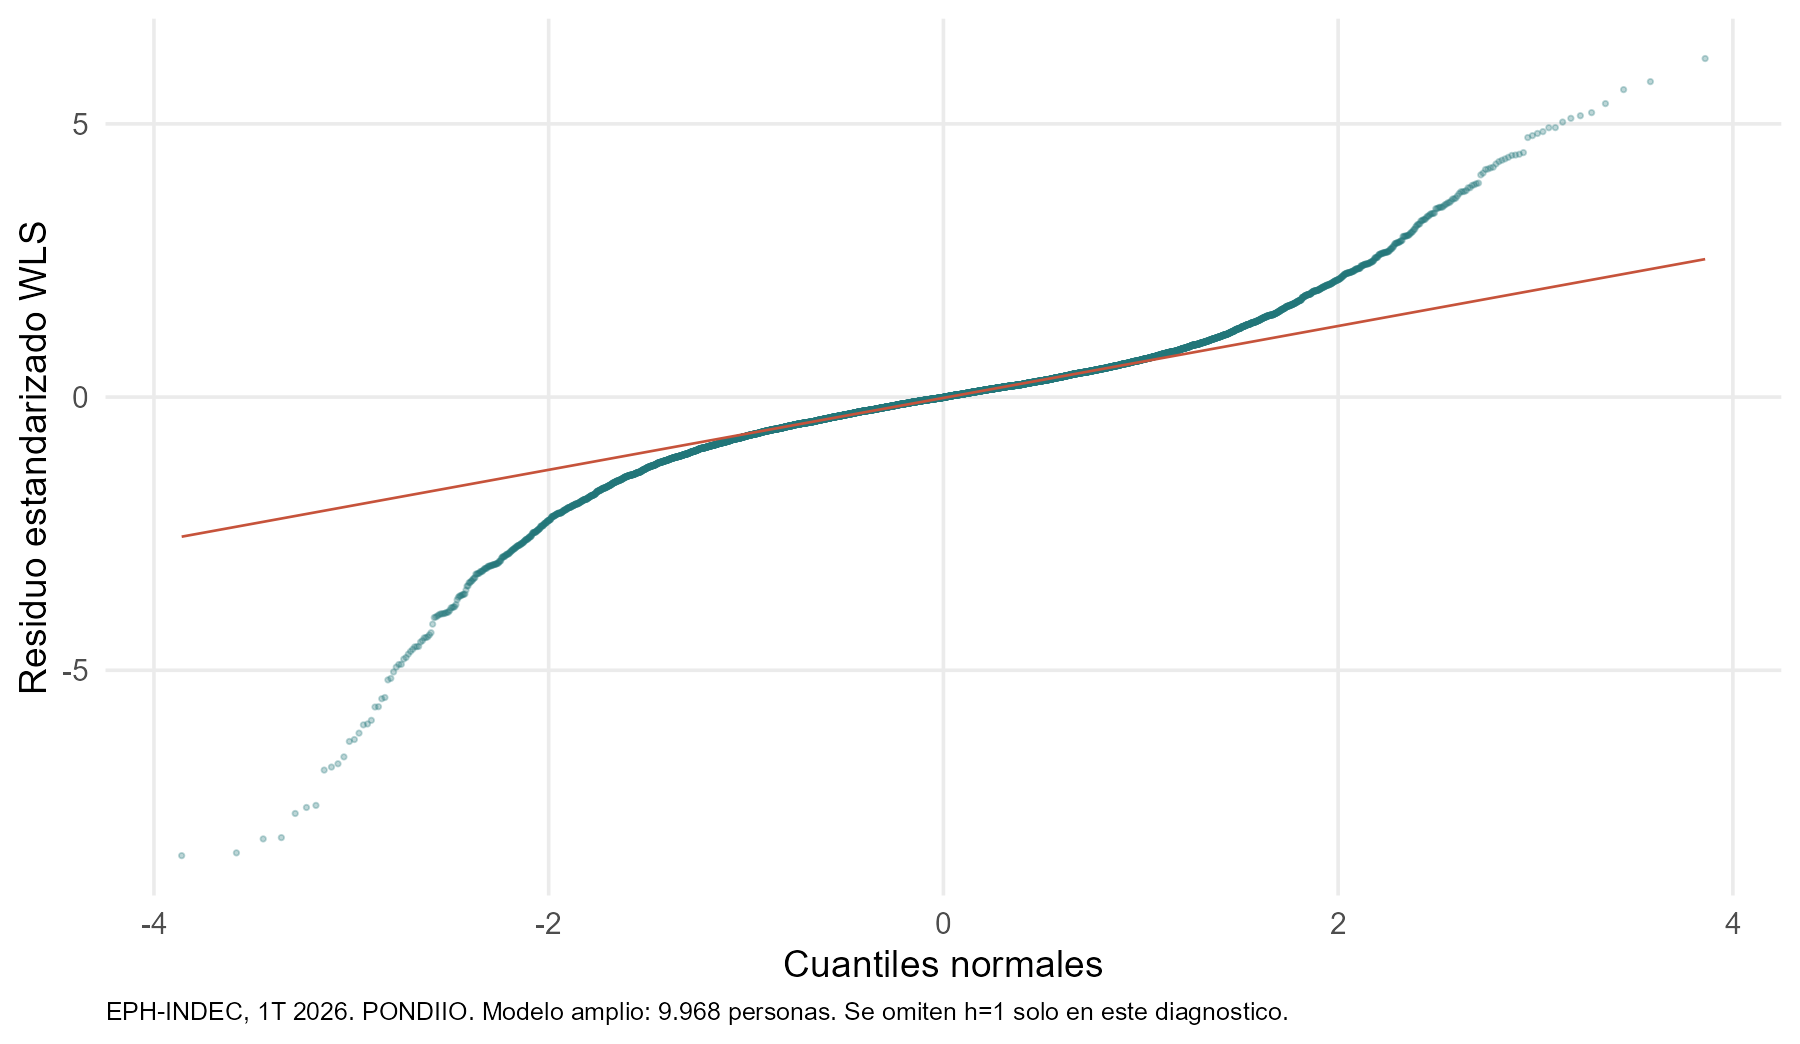 Residuo estandarizado WLS
5
0
-5
-4 -2 0 2 4
Cuantiles normales
EPH-INDEC, 1T 2026. PONDIIO. Modelo amplio: 9.968 personas. Se omiten h=1 solo en este diagnostico.